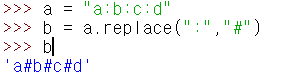 >>> a = "a:b:c:d"
>>> b = a.replace(":","#")
>>> b
'a#b#c#d'